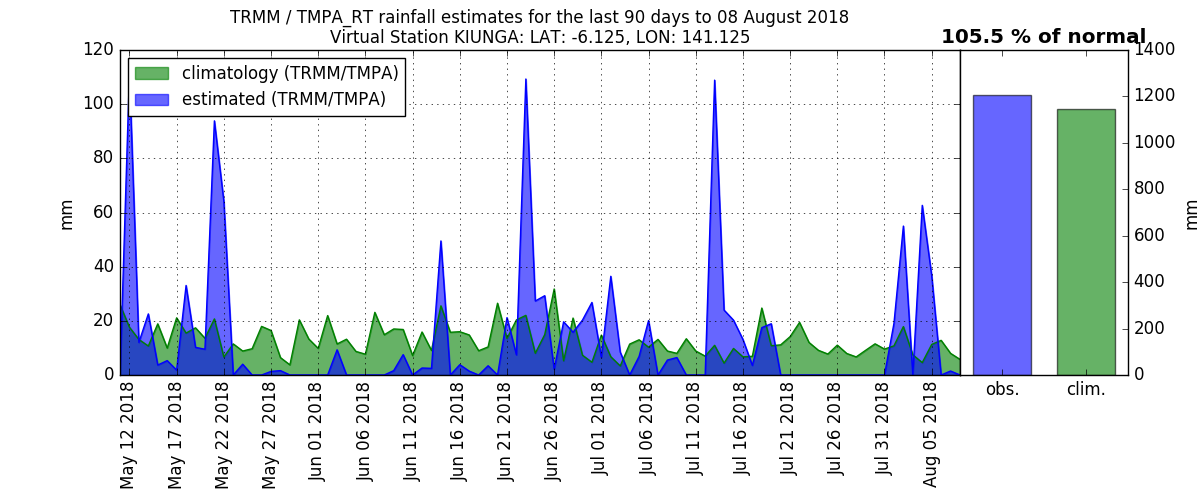 TRMM / TMPA_RT rainfall estimates for the last 90 days to 08 August 2018
Virtual Station KIUNGA: LAT: -6.125, LON: 141.125
105.5 % of normal
climatology (TRMM/TMPA)
estimated (TRMM/TMPA)
120
100
80
60
40
20
0
mm
May 12 2018
May 17 2018
May 22 2018
May 27 2018
Jun 01 2018
Jun 06 2018
Jun 11 2018
Jun 16 2018
Jun 21 2018
Jun 26 2018
Jul 01 2018
Jul 06 2018
Jul 11 2018
Jul 16 2018
Jul 21 2018
Jul 26 2018
Jul 31 2018
Aug 05 2018
obs.
clim.
1400
1200
1000
800
600
400
200
0
mm